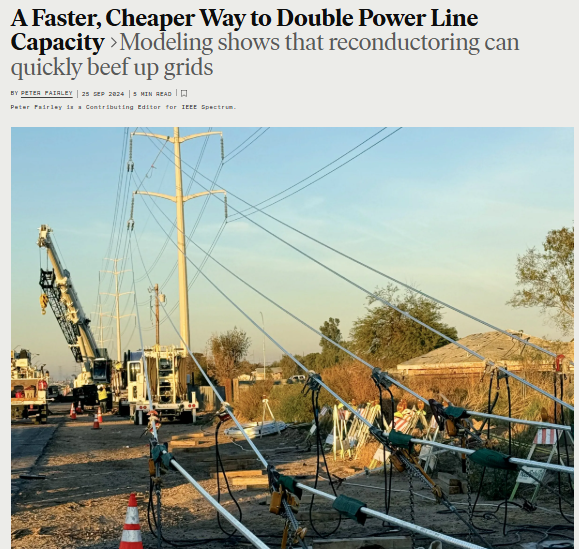 A Faster, Cheaper Way to Double Power Line
Capacity > Modeling shows that reconductoring can
quickly beef up grids
BY PETER FAIRLEY | 25 SEP 2024 | 5 MIN READ |
Peter Fairley is a Contributing Editor for IEEE Spectrum.